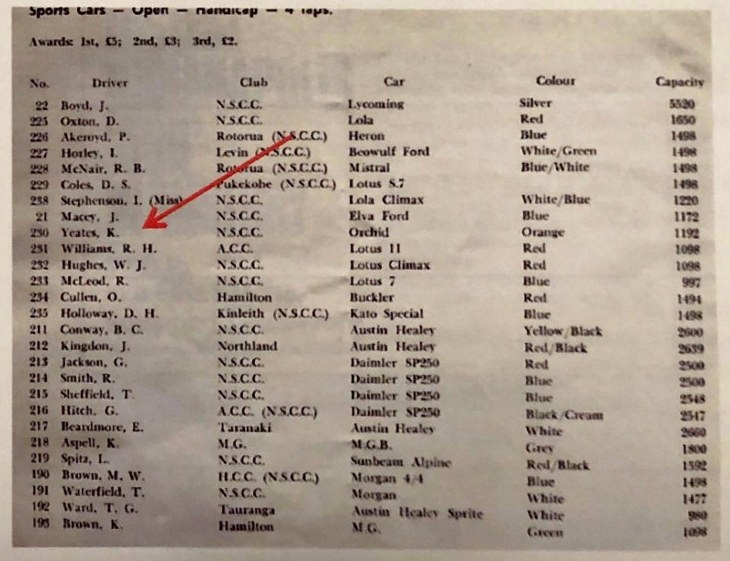 Sports Cars — Open — Handicap — 4 laps.
Awards: 1st, £5; 2nd, £3; 3rd, £2.
No. Driver Club Car Colour Capacity
22 Boyd, J. N.S.C.C. Lycoming Silver 5520
225 Oxton, D. N.S.C.C. Lola Red 1650
226 Akeroyd, P. Rotorua (N.S.C.C.) Heron Blue 1498
227 Horley, I. Levin (N.S.C.C.) Beowulf Ford White/Green 1498
228 McNair, R. B. Rotorua (N.S.C.C.) Mistral Blue/White 1498
229 Coles, D. S. Pukekohe (N.S.C.C.) Lotus S.7 1498
238 Stephenson, I. (Miss) N.S.C.C. Lola Climax White/Blue 1220
21 Macey, J. N.S.C.C. Elva Ford Blue 1172
230 Yeates, K. N.S.C.C. Orchid Orange 1192
231 Williams, R. H. A.C.C. Lotus 11 Red 1098
232 Hughes, W. J. N.S.C.C. Lotus Climax Red 1098
233 McLeod, R. N.S.C.C. Lotus 7 Blue 997
234 Cullen, O. Hamilton Buckler Red 1494
235 Holloway, D. H. Kinleith (N.S.C.C.) Kato Special Blue 1498
211 Conway, B. C. N.S.C.C. Austin Healey Yellow/Black 2600
212 Kingdon, J. Northland Austin Healey Red/Black 2639
213 Jackson, G. N.S.C.C. Daimler SP250 Red 2500
214 Smith, R. N.S.C.C. Daimler SP250 Blue 2500
215 Sheffield, T. N.S.C.C. Daimler SP250 Blue 2548
216 Hitch, G. A.C.C. (N.S.C.C.) Daimler SP250 Black/Cream 2547
217 Beardmore, E. Taranaki Austin Healey White 2660
218 Aspell, K. M.G. M.G.B. Grey 1800
219 Spitz, L. N.S.C.C. Sunbeam Alpine Red/Black 1592
190 Brown, M. W. H.C.C. (N.S.C.C.) Morgan 4/4 Blue 1498
191 Waterfield, T. N.S.C.C. Morgan White 1477
192 Ward, T. G. Tauranga Austin Healey Sprite White 980
193 Brown, K. Hamilton M.G. Green 1098